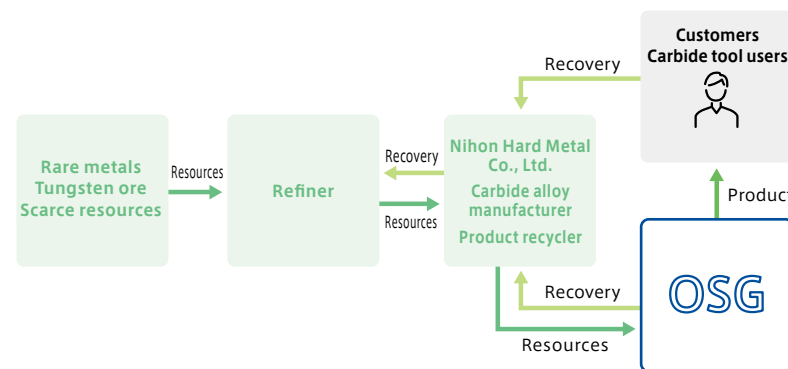 Customers
Carbide tool users
Recovery
Rare metals
Tungsten ore
Scarce resources
Resources
Refiner
Recovery
Resources
Nihon Hard Metal
Co., Ltd.
Carbide alloy
manufacturer
Product recycler
Product
OSG
Recovery
Resources